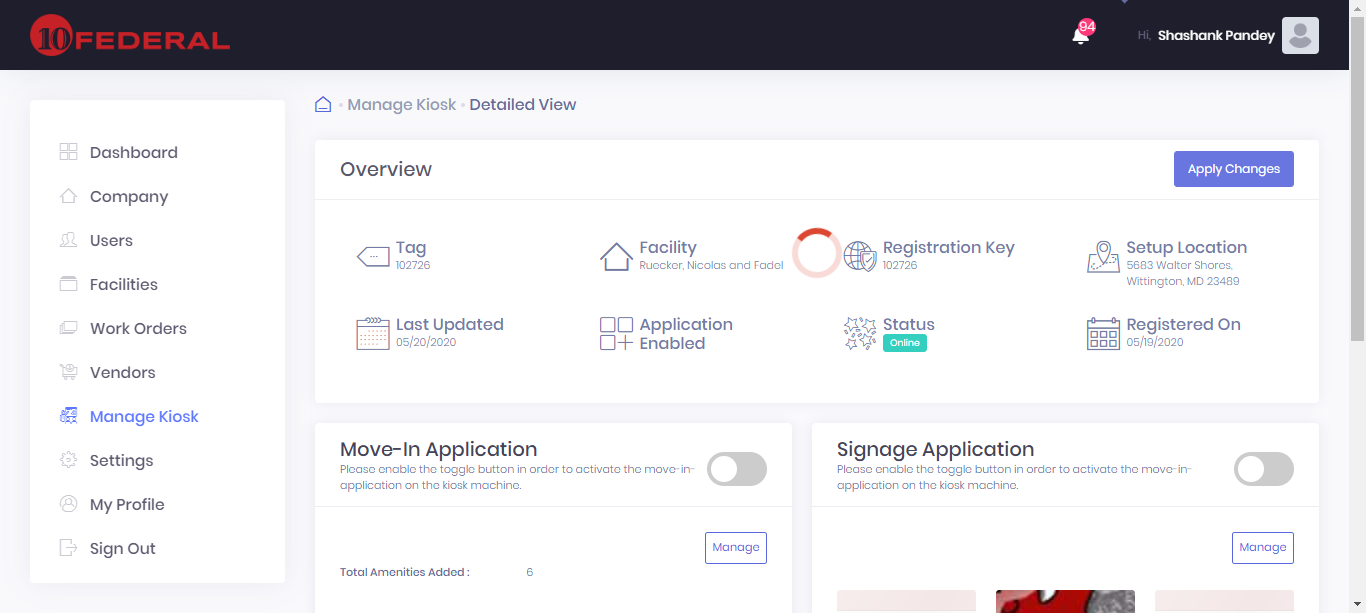 10 FEDERAL
94
Hi, Shashank Pandey
Manage Kiosk • Detailed View
Dashboard
Company
Users
Facilities
Work Orders
Vendors
Manage Kiosk
Settings
My Profile
Sign Out
Overview
Apply Changes
Tag
102726
Facility
Ruecker, Nicolas and Fadel
Registration Key
102726
Setup Location
5683 Walter Shores,
Wittington, MD 23489
Last Updated
05/20/2020
Application
Enabled
Status
Online
Registered On
05/19/2020
Move-In Application
Please enable the toggle button in order to activate the move-in-
application on the kiosk machine.
Manage
Total Amenities Added : 6
Signage Application
Please enable the toggle button in order to activate the move-in-
application on the kiosk machine.
Manage